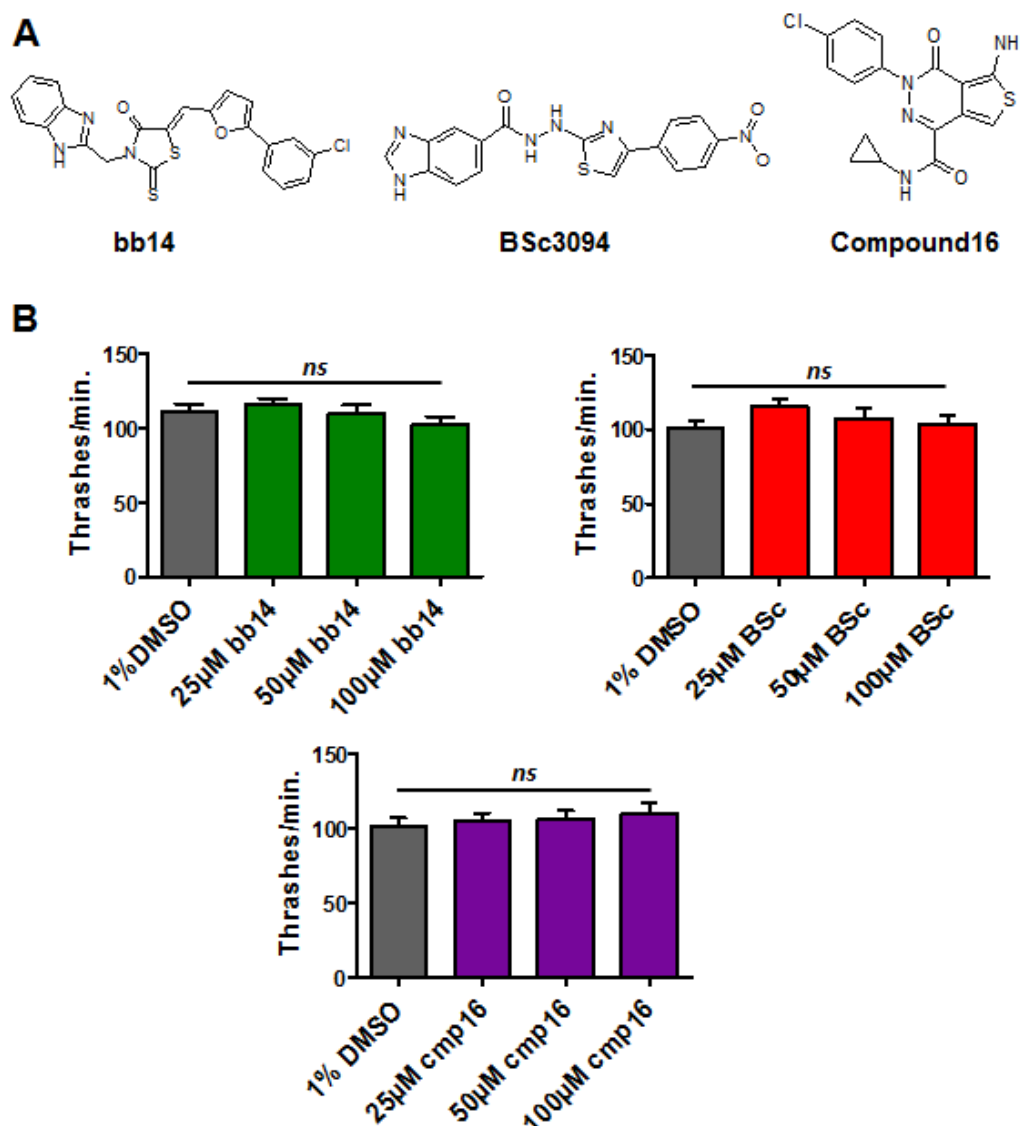 A
bb14
BSc3094
Compound16
O
N
N
H
N
S
S
O
Cl
N
N
H
O
N
H
H
N
N
S
N
O
O
Cl
O
NH
N
N
S
N
H
O
B
150
100
50
0
Thrashes/min.
ns
1%DMSO
25µM bb14
50µM bb14
100µM bb14
150
100
50
0
Thrashes/min.
ns
1% DMSO
25µM BSc
50µM BSc
100µM BSc
150
100
50
0
Thrashes/min.
ns
1% DMSO
25µM cmp16
50µM cmp16
100µM cmp16